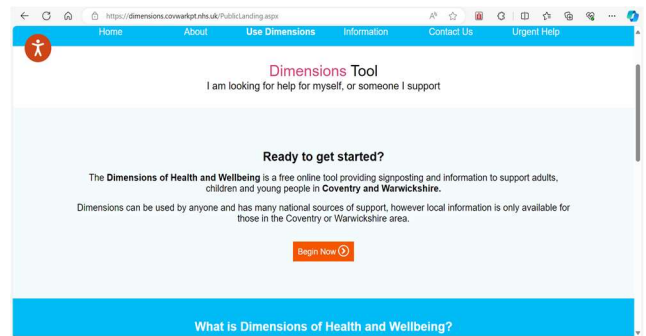 https://dimensions.covwarkpt.nhs.uk/PublicLanding.aspx
Home About Use Dimensions Information Contact Us Urgent Help
Dimensions Tool
I am looking for help for myself, or someone I support
Ready to get started?
The Dimensions of Health and Wellbeing is a free online tool providing signposting and information to support adults,
children and young people in Coventry and Warwickshire.
Dimensions can be used by anyone and has many national sources of support, however local information is only available for
those in the Coventry or Warwickshire area.
Begin Now
What is Dimensions of Health and Wellbeing?